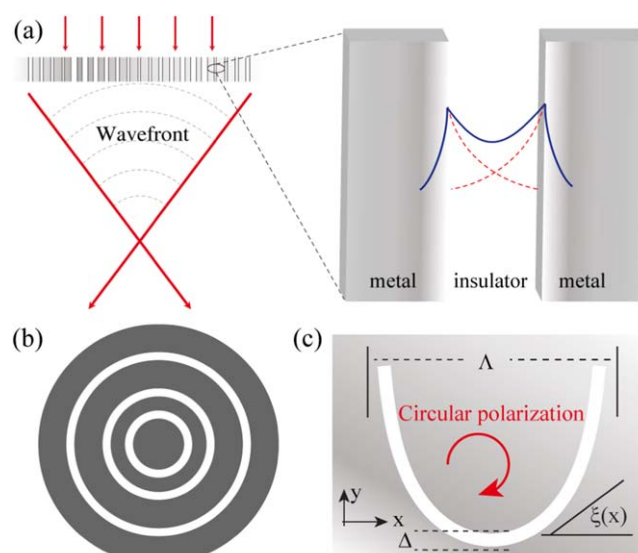 (a)
Wavefront
metal
insulator
metal
(b)
(c)
Λ
Circular polarization
y
x
Δ
ξ(x)